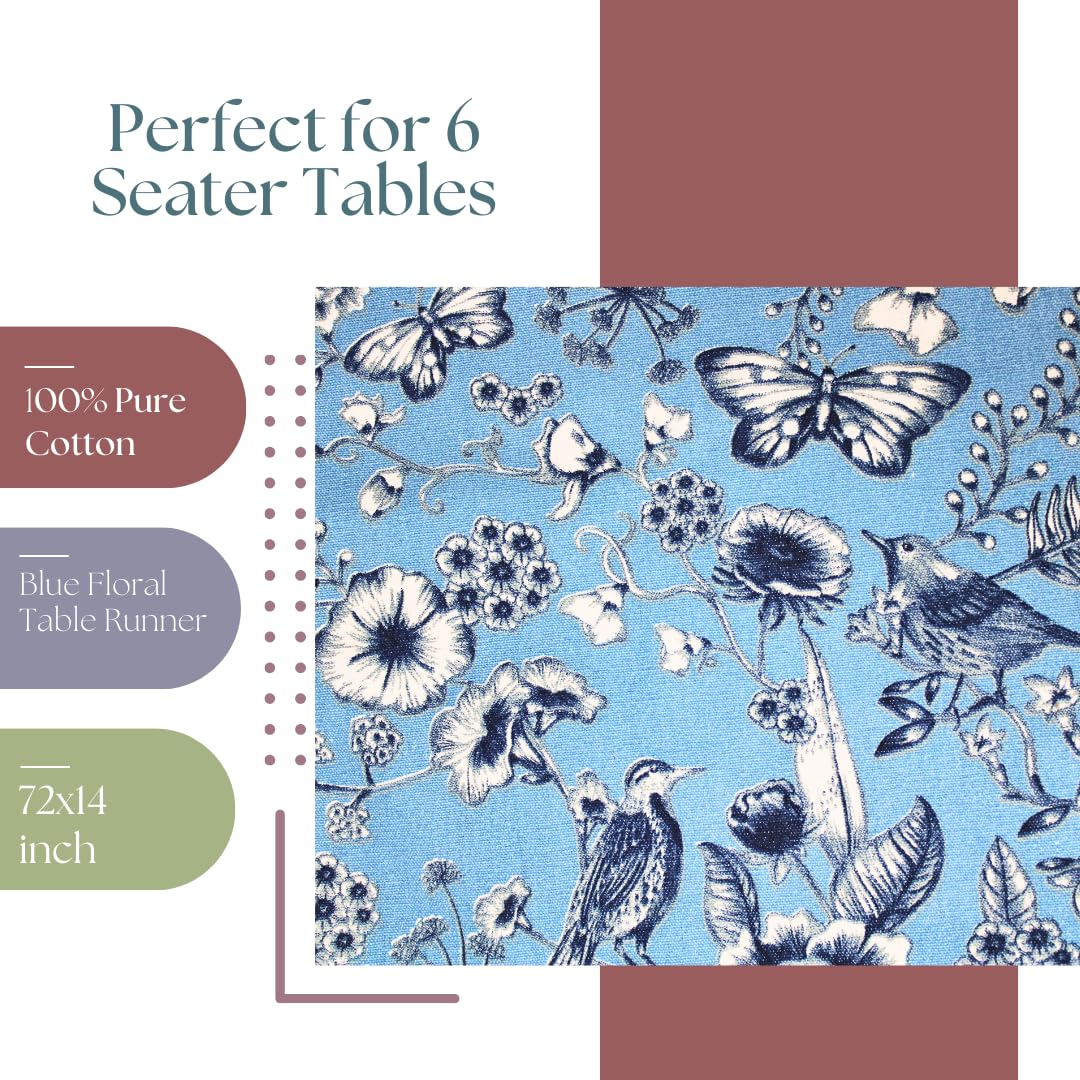 Perfect for 6
Seater Tables
100% Pure
Cotton
Blue Floral
Table Runner
72x14
inch